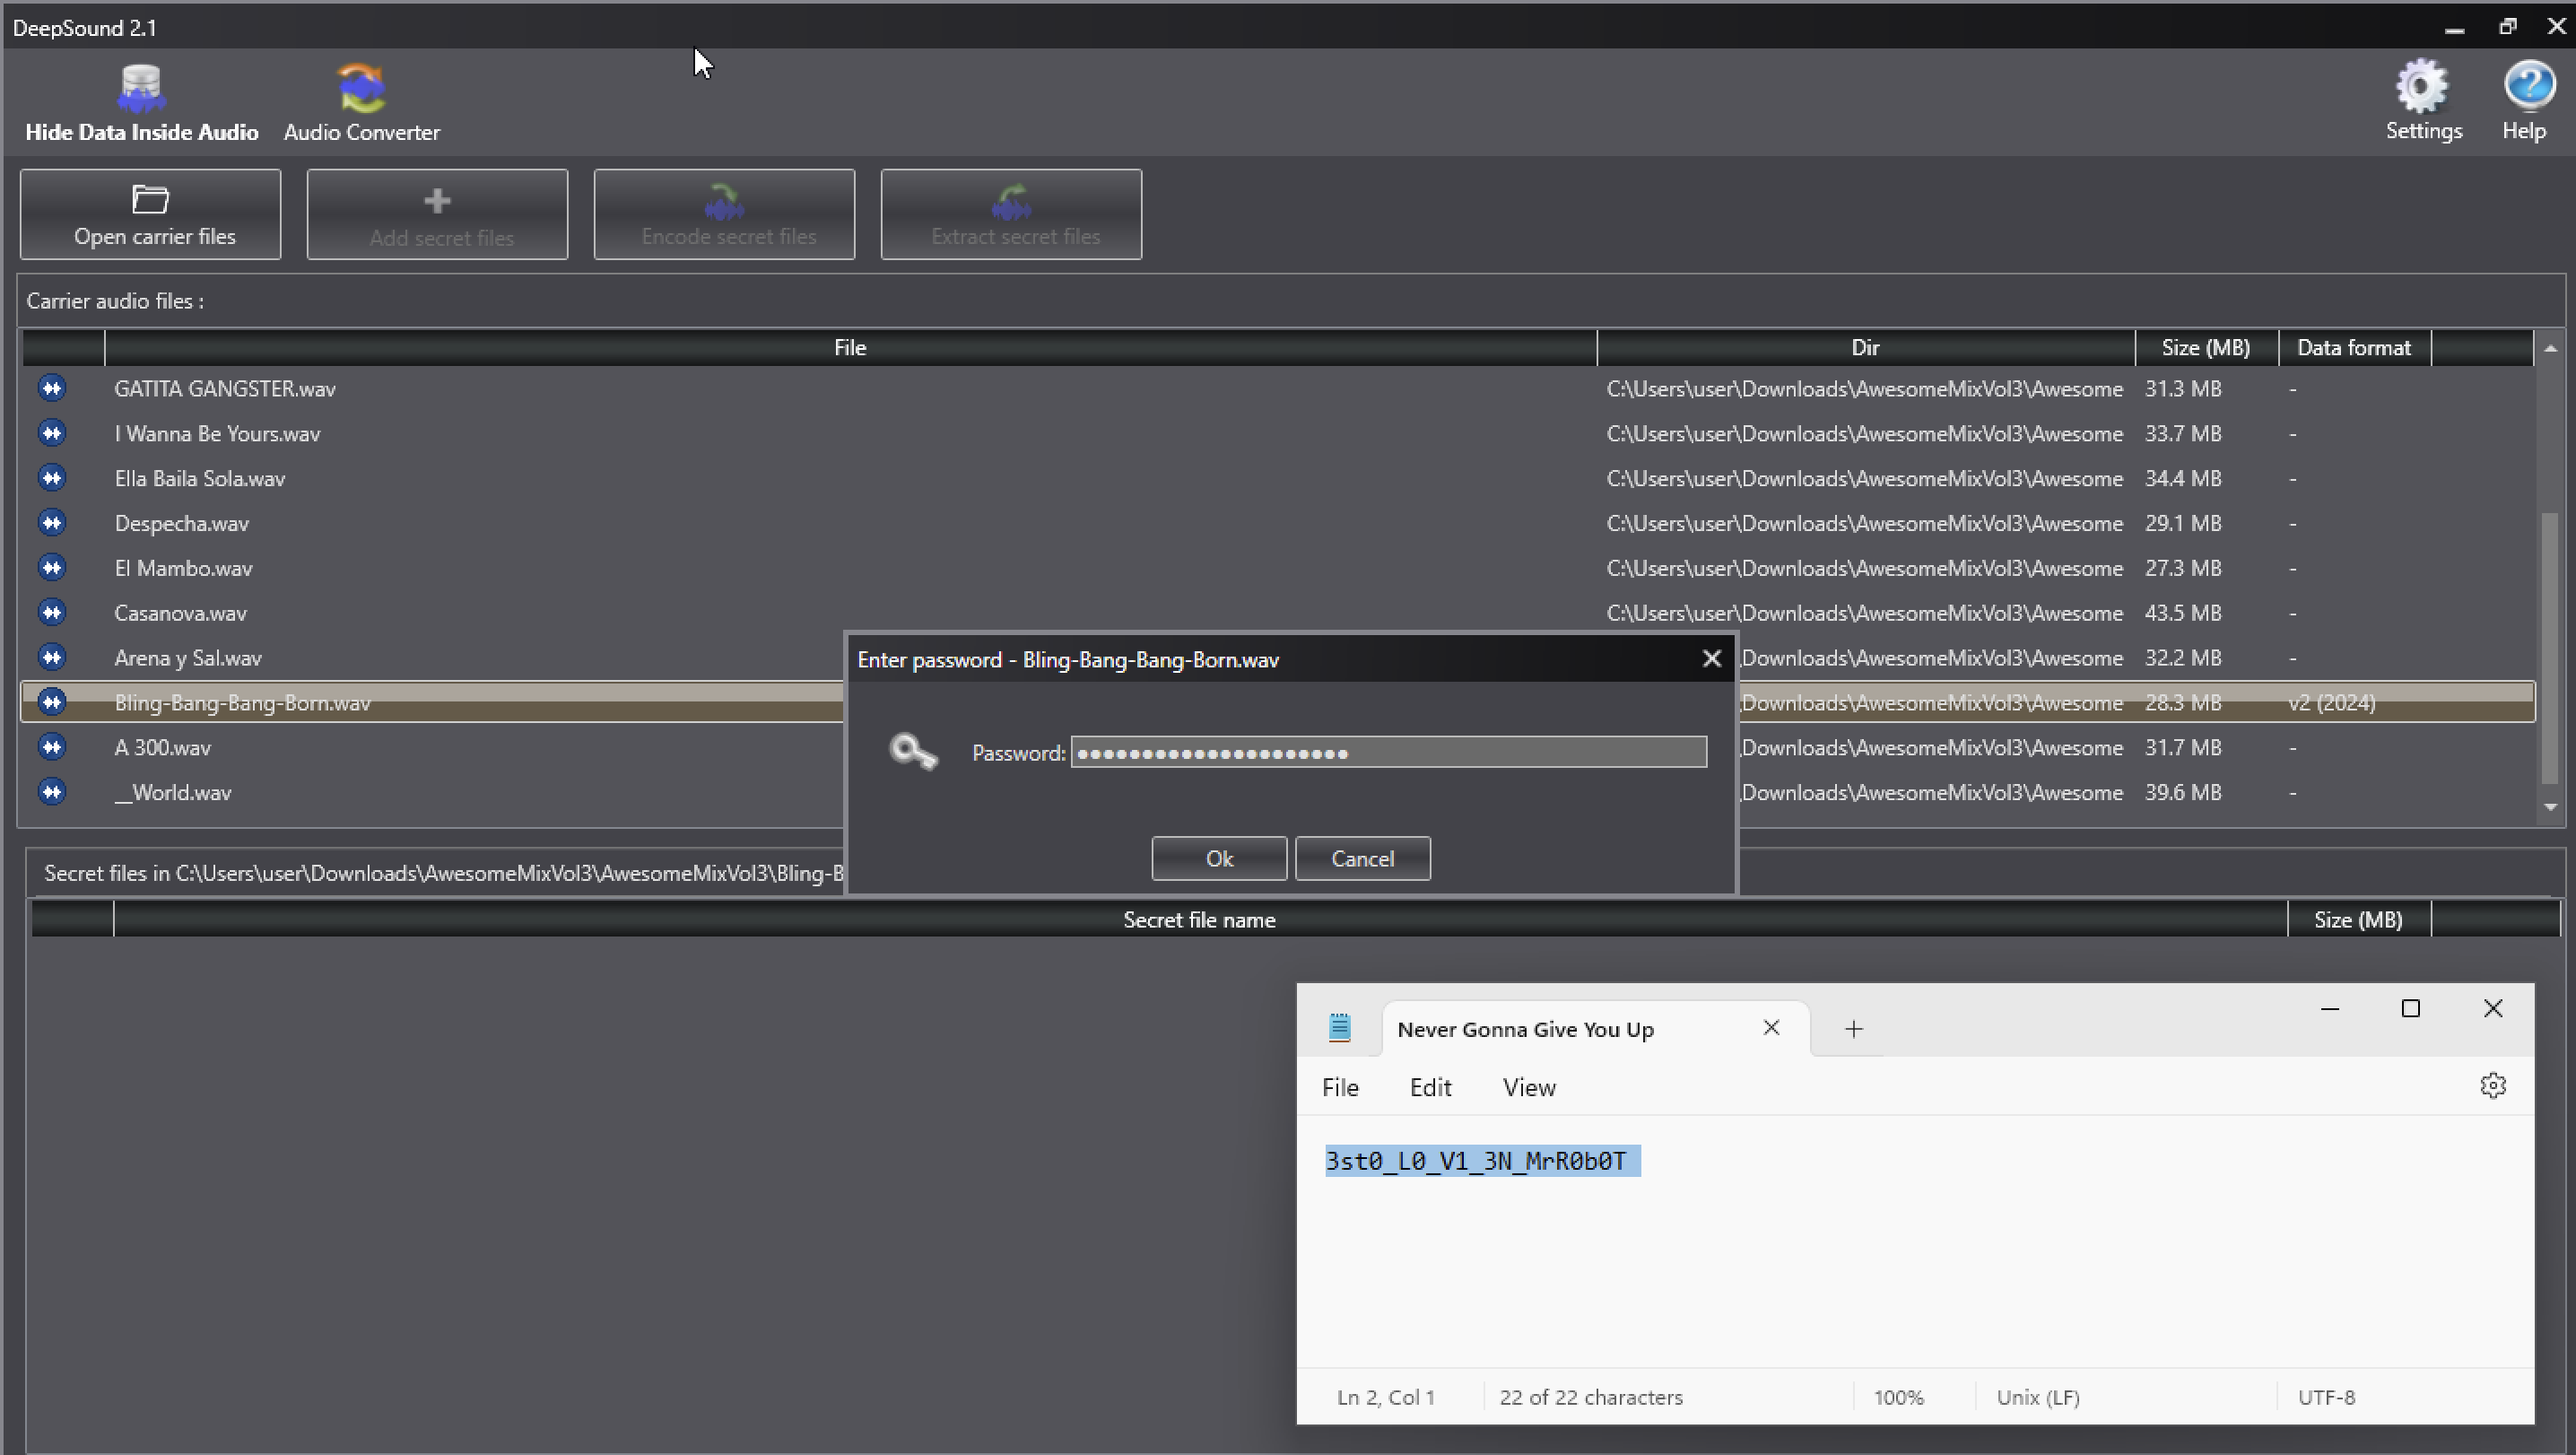 DeepSound 2.1
Hide Data Inside Audio
Audio Converter
Settings
Help
Open carrier files
Add secret files
Encode secret files
Extract secret files
Carrier audio files :
File Dir Size (MB) Data format
GATITA GANGSTER.wav C:\Users\user\Downloads\AwesomeMixVol3\Awesome 31.3 MB -
I Wanna Be Yours.wav C:\Users\user\Downloads\AwesomeMixVol3\Awesome 33.7 MB -
Ella Baila Sola.wav C:\Users\user\Downloads\AwesomeMixVol3\Awesome 34.4 MB -
Despecha.wav C:\Users\user\Downloads\AwesomeMixVol3\Awesome 29.1 MB -
El Mambo.wav C:\Users\user\Downloads\AwesomeMixVol3\Awesome 27.3 MB -
Casanova.wav C:\Users\user\Downloads\AwesomeMixVol3\Awesome 43.5 MB -
Arena y Sal.wav \Downloads\AwesomeMixVol3\Awesome 32.2 MB -
Bling-Bang-Bang-Born.wav \Downloads\AwesomeMixVol3\Awesome 28.3 MB v2 (2024)
A 300.wav \Downloads\AwesomeMixVol3\Awesome 31.7 MB -
__World.wav \Downloads\AwesomeMixVol3\Awesome 39.6 MB -
Enter password - Bling-Bang-Bang-Born.wav
Password: ●●●●●●●●●●●●●●●●●●●●●
Ok
Cancel
Secret files in C:\Users\user\Downloads\AwesomeMixVol3\AwesomeMixVol3\Bling-B
Secret file name Size (MB)
Never Gonna Give You Up
File Edit View
3st0_L0_V1_3N_MrR0b0T
Ln 2, Col 1 22 of 22 characters 100% Unix (LF) UTF-8